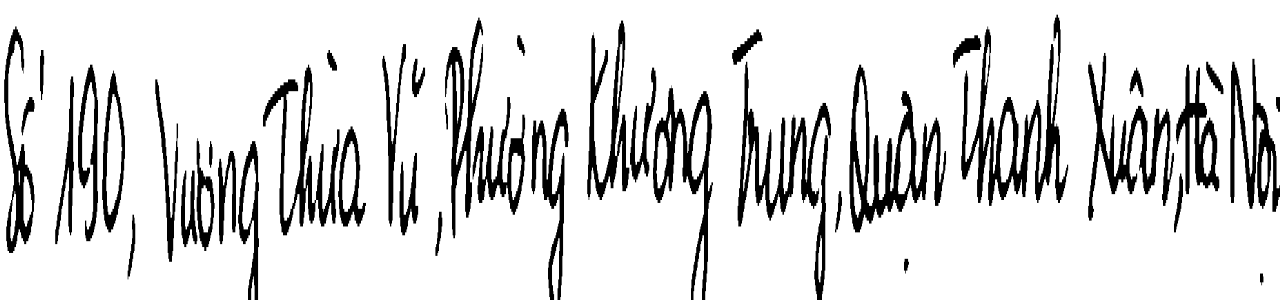 Số 190, Vương Thừa Vũ, Phường Khương Trung, Quận Thanh Xuân, Hà Nội